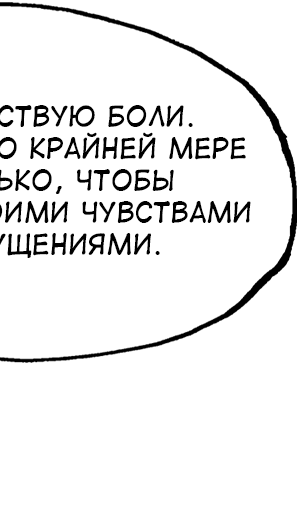 СТВУЮ БОЛИ.
О КРАЙНЕЙ МЕРЕ
ЬКО, ЧТОБЫ
ОИМИ ЧУВСТВАМИ
УЩЕНИЯМИ.